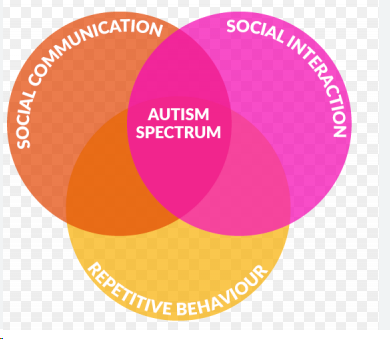 SOCIAL COMMUNICATION
SOCIAL INTERACTION
AUTISM
SPECTRUM
REPETITIVE BEHAVIOUR